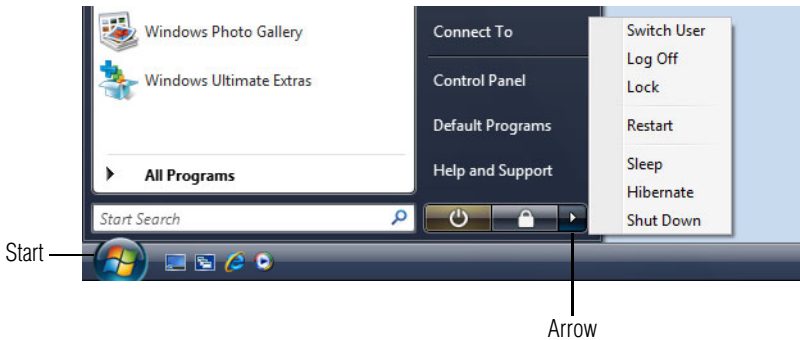 Windows Photo Gallery
Windows Ultimate Extras
All Programs
Start Search
Connect To
Control Panel
Default Programs
Help and Support
Switch User
Log Off
Lock
Restart
Sleep
Hibernate
Shut Down
Start
Arrow